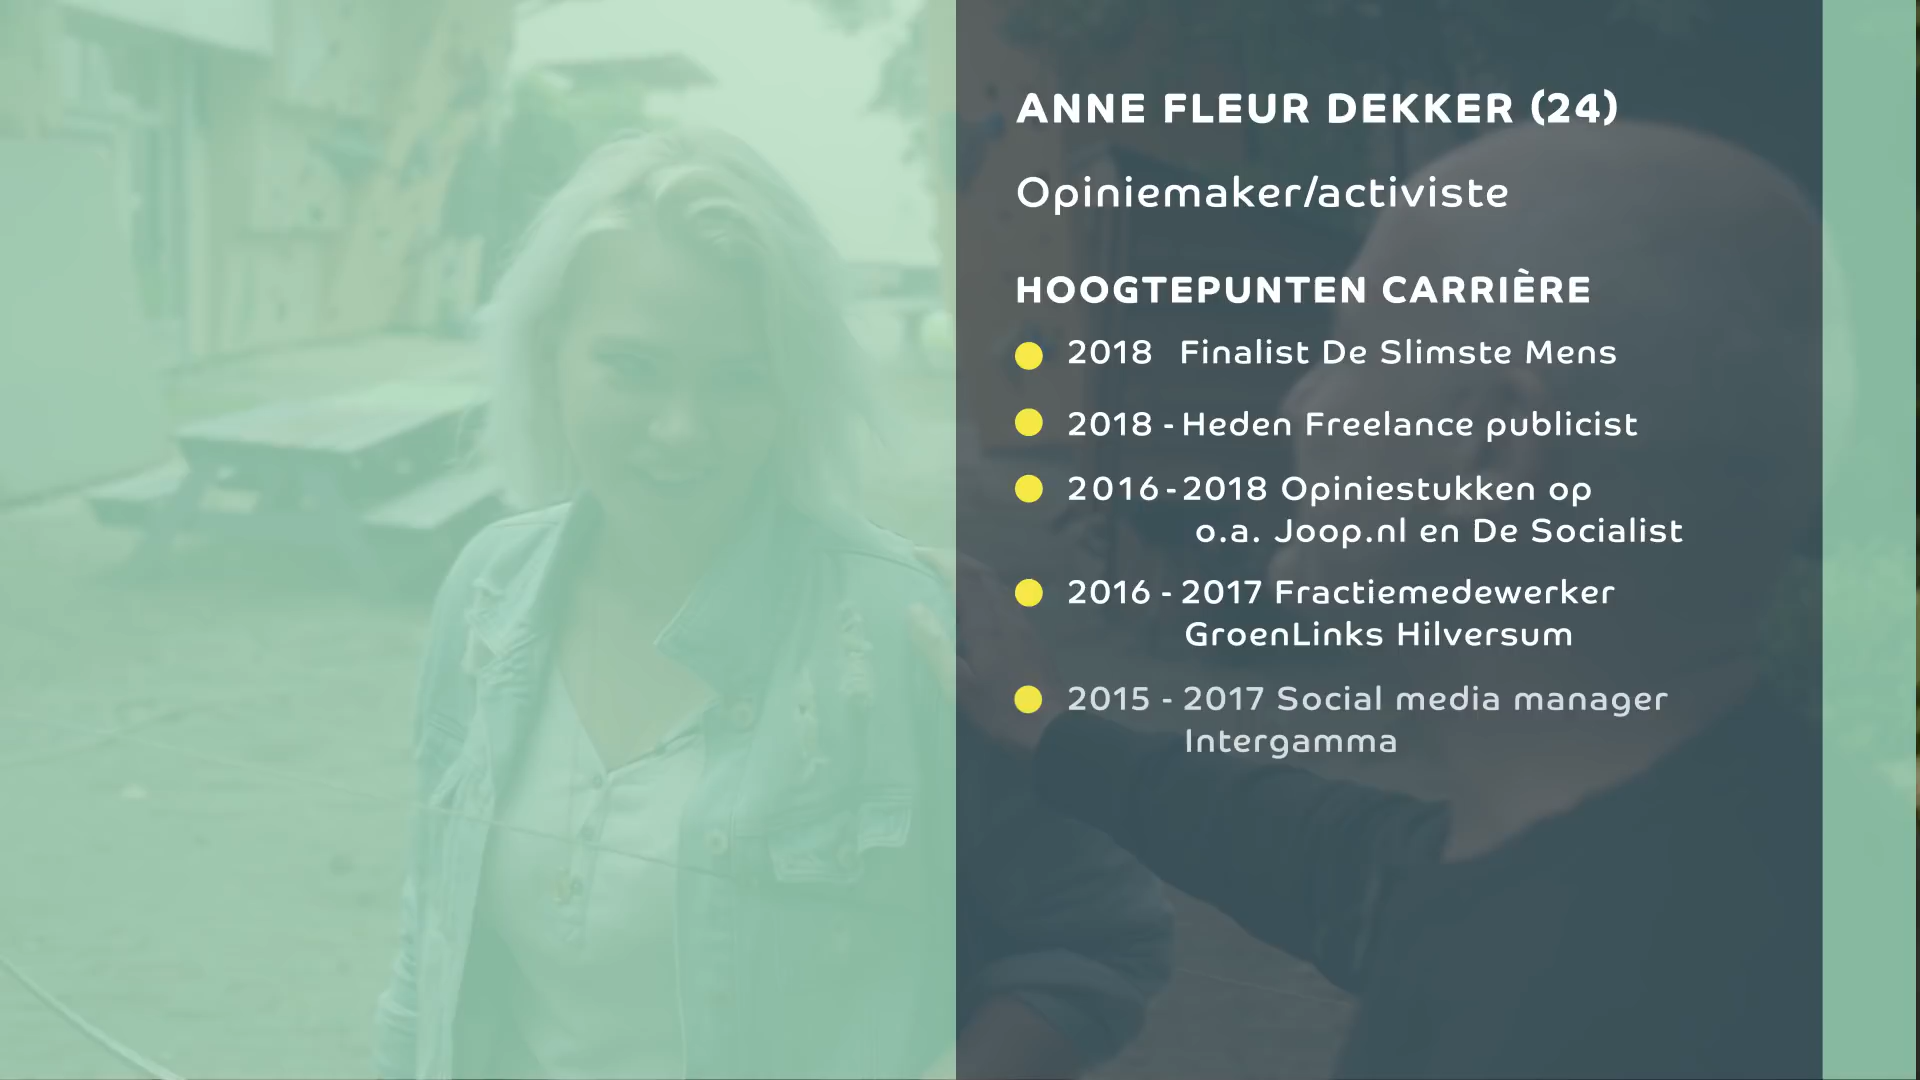 ANNE FLEUR DEKKER (24)
Opiniemaker/activiste
HOOGTEPUNTEN CARRIÈRE
2018 Finalist De Slimste Mens
2018 - Heden Freelance publicist
2016 - 2018 Opiniestukken op
o.a. Joop.nl en De Socialist
2016 - 2017 Fractiemedewerker
GroenLinks Hilversum
2015 - 2017 Social media manager
Intergamma